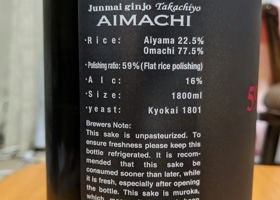 Junmai ginjo Takachiyo
AIMACHI
・Rice: Aiyama 22.5%
Omachi 77.5%
・Polishing ratio: 59% (Flat rice polishing)
・Alc: 16%
・Size: 1800ml
・yeast: Kyokai 1801
Brewers Note:
This sake is unpasteurized. To
ensure freshness please keep this
bottle refrigerated. It is recom-
mended that this sake be
consumed sooner than later, while
it is fresh, especially after opening
the bottle. This sake is muroka,
which